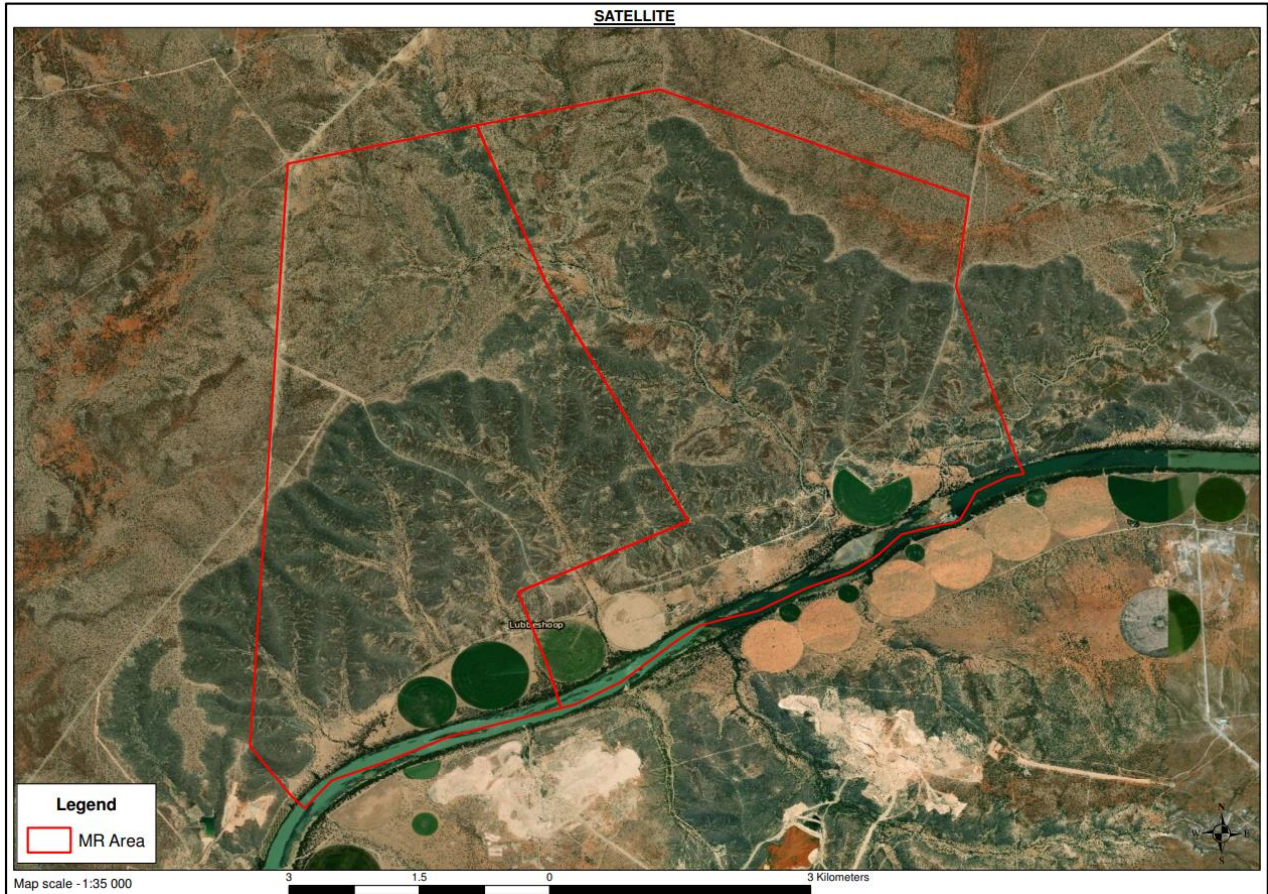 SATELLITE
Lubbeshoop
N
W E
S
Legend
MR Area
Map scale - 1:35 000
3 1.5 0 3 Kilometers